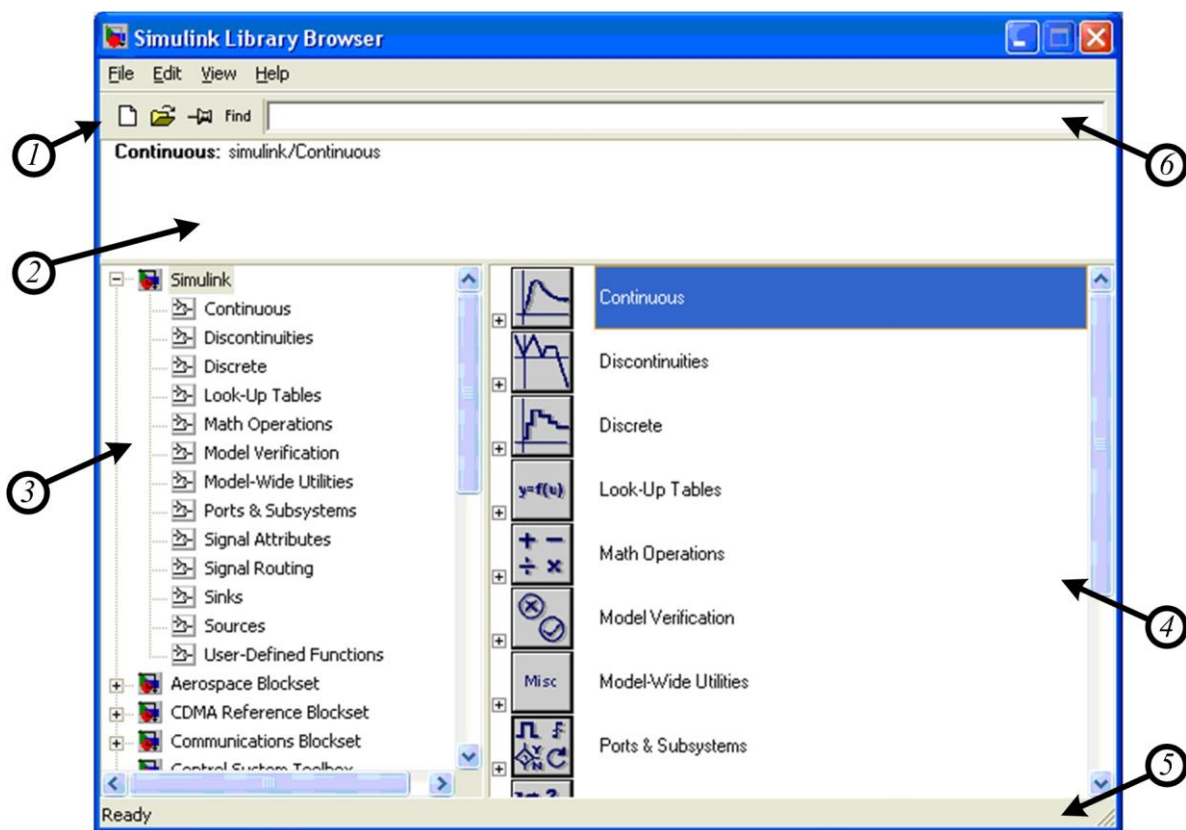 Simulink Library Browser
File Edit View Help
Find
1
6
Continuous: simulink/Continuous
2
Simulink
Continuous
Discontinuities
Discrete
Look-Up Tables
Math Operations
Model Verification
Model-Wide Utilities
Ports & Subsystems
Signal Attributes
Signal Routing
Sinks
Sources
User-Defined Functions
Aerospace Blockset
CDMA Reference Blockset
Communications Blockset
Control System Toolbox
3
Continuous
Discontinuities
Discrete
y=f(u) Look-Up Tables
+ − ÷ × Math Operations
Model Verification
Misc Model-Wide Utilities
Y N Ports & Subsystems
4
5
Ready